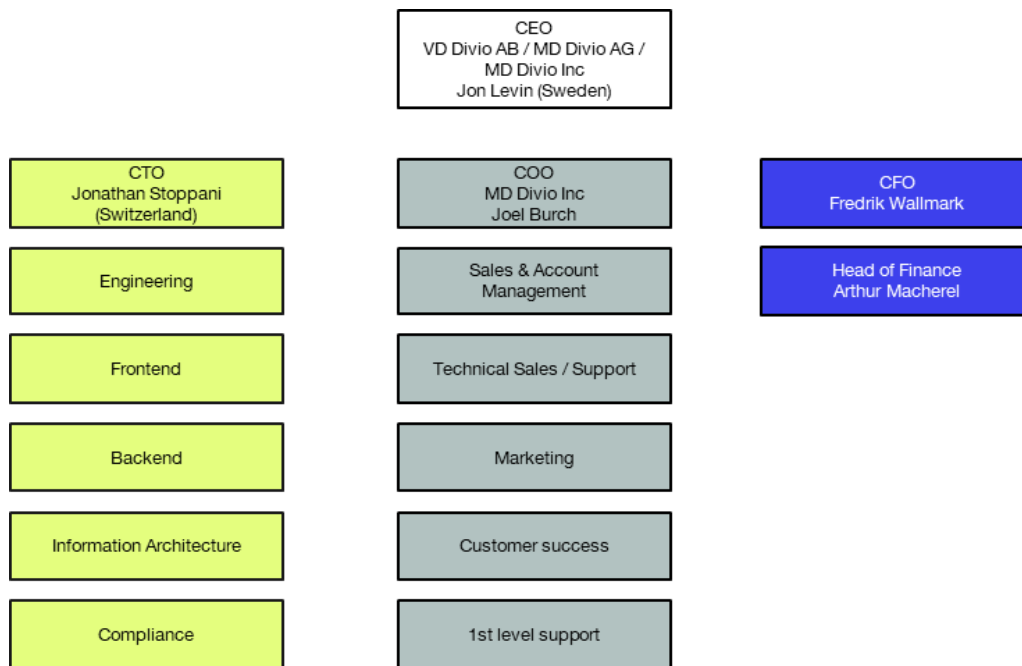 CEO
VD Divio AB / MD Divio AG /
MD Divio Inc
Jon Levin (Sweden)
CTO
Jonathan Stoppani
(Switzerland)
COO
MD Divio Inc
Joel Burch
CFO
Fredrik Wallmark
Engineering
Sales & Account
Management
Head of Finance
Arthur Macherel
Frontend
Technical Sales / Support
Backend
Marketing
Information Architecture
Customer success
Compliance
1st level support